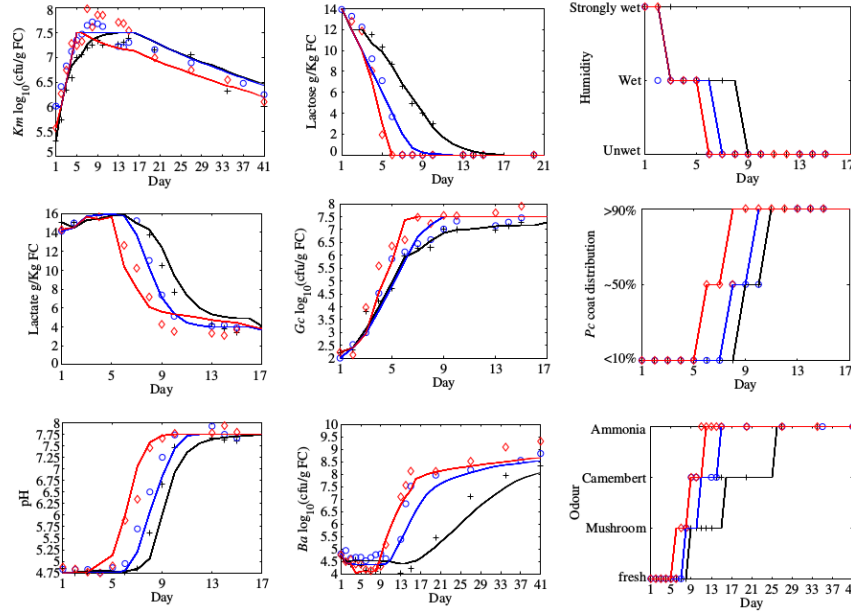 Km log10(cfu/g FC)
8
7.5
7
6.5
6
5.5
5
1 5 9 13 17 21 25 29 33 37 41
Day
Lactose g/Kg FC
14
12
10
8
6
4
2
0
1 5 9 13 17 21
Day
Humidity
Strongly wet
Wet
Unwet
1 5 9 13 17
Day
Lactate g/Kg FC
16
14
12
10
8
6
4
2
0
1 5 9 13 17
Day
Gc log10(cfu/g FC)
8
7.5
7
6.5
6
5.5
5
4.5
4
3.5
3
2.5
2
1 5 9 13 17
Day
Pc coat distribution
>90%
~50%
<10%
1 5 9 13 17
Day
pH
8
7.75
7.25
6.75
6.25
5.75
5.25
4.75
1 5 9 13 17
Day
Ba log10(cfu/g FC)
10
9.5
9
8.5
8
7.5
7
6.5
6
5.5
5
4.5
4
1 5 9 13 17 21 25 29 33 37 41
Day
Odour
Ammonia
Camembert
Mushroom
fresh
1 5 9 13 17 21 25 29 33 37 41
Day